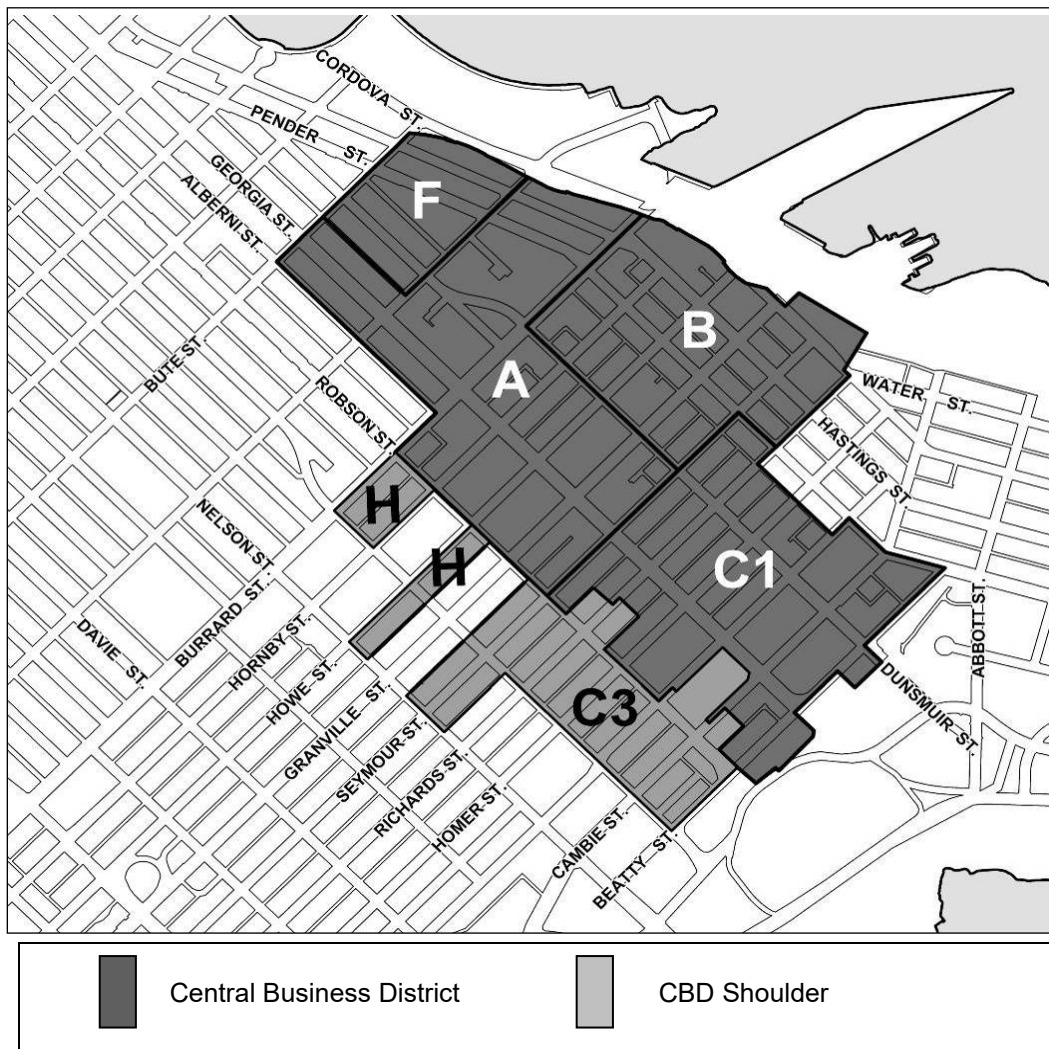 CORDOVA ST.
PENDER ST.
GEORGIA ST.
ALBERNI ST.
F
B
A
BUTE ST.
WATER ST.
ROBSON ST.
HASTINGS ST.
H
NELSON ST.
H
C1
BURRARD ST.
DAVIE ST.
HORNBY ST.
ABBOTT ST.
HOWE ST.
DUNSMUIR ST.
C3
GRANVILLE ST.
SEYMOUR ST.
RICHARDS ST.
HOMER ST.
CAMBIE ST.
BEATTY ST.
Central Business District
CBD Shoulder